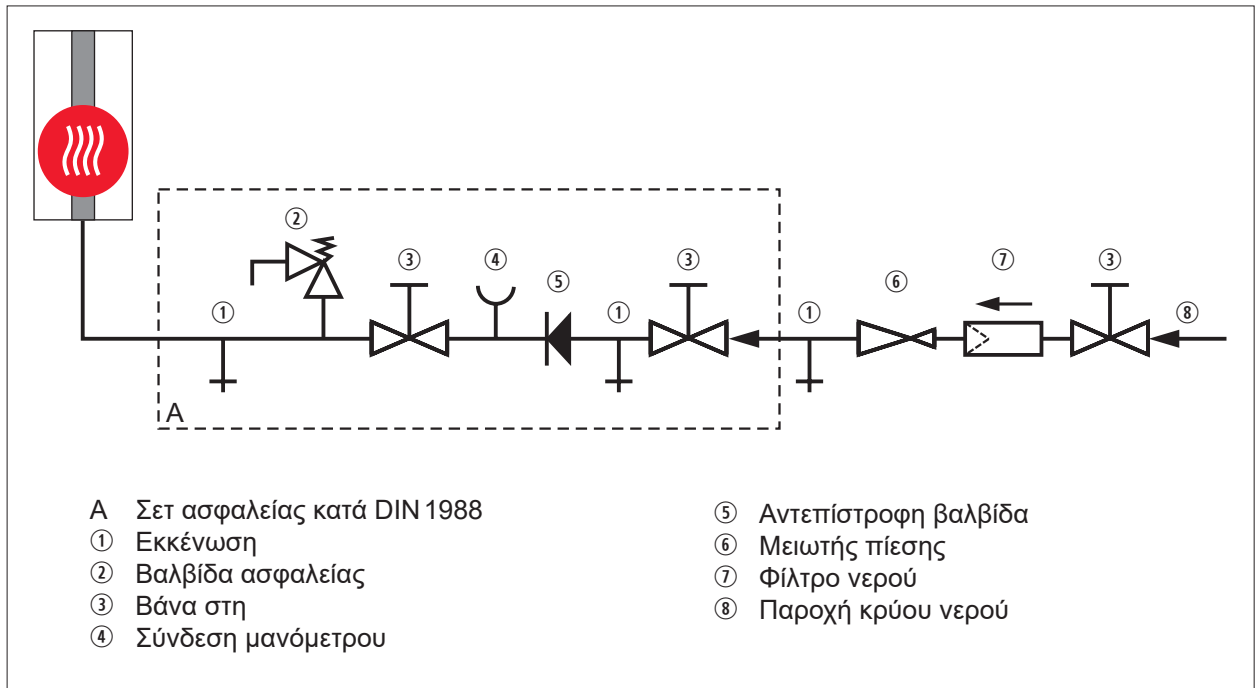 ②
③
④
⑤
③
⑥
⑦
③
①
①
①
⑧
A
A Σετ ασφαλείας κατά DIN 1988
① Εκκένωση
② Βαλβίδα ασφαλείας
③ Βάνα στη
④ Σύνδεση μανόμετρου
⑤ Αντεπίστροφη βαλβίδα
⑥ Μειωτής πίεσης
⑦ Φίλτρο νερού
⑧ Παροχή κρύου νερού